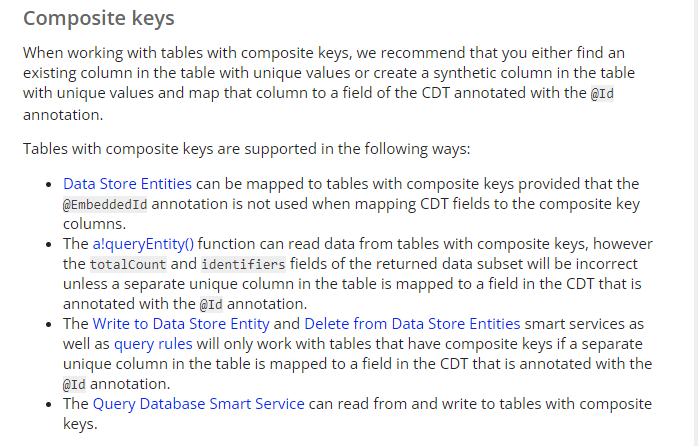 Composite keys
When working with tables with composite keys, we recommend that you either find an
existing column in the table with unique values or create a synthetic column in the table
with unique values and map that column to a field of the CDT annotated with the @Id
annotation.
Tables with composite keys are supported in the following ways:
• Data Store Entities can be mapped to tables with composite keys provided that the
@EmbeddedId annotation is not used when mapping CDT fields to the composite key
columns.
• The a!queryEntity() function can read data from tables with composite keys, however
the totalCount and identifiers fields of the returned data subset will be incorrect
unless a separate unique column in the table is mapped to a field in the CDT that is
annotated with the @Id annotation.
• The Write to Data Store Entity and Delete from Data Store Entities smart services as
well as query rules will only work with tables that have composite keys if a separate
unique column in the table is mapped to a field in the CDT that is annotated with the
@Id annotation.
• The Query Database Smart Service can read from and write to tables with composite
keys.